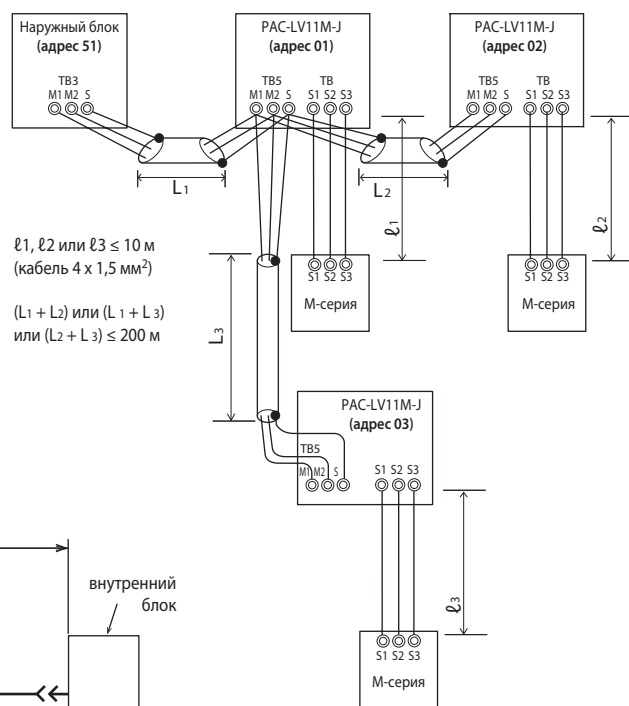 Наружный блок
(адрес 51)
TB3
M1 M2 S
PAC-LV11M-J
(адрес 01)
TB5 TB
M1 M2 S S1 S2 S3
PAC-LV11M-J
(адрес 02)
TB5 TB
M1 M2 S S1 S2 S3
L1
L2
ℓ1
ℓ2
ℓ1, ℓ2 или ℓ3 ≤ 10 м
(кабель 4 x 1,5 мм²)
(L1 + L2) или (L 1 + L 3)
или (L2 + L 3) ≤ 200 м
S1 S2 S3
М-серия
S1 S2 S3
М-серия
L3
PAC-LV11M-J
(адрес 03)
TB5
M1 M2 S S1 S2 S3
ℓ3
внутренний
блок
S1 S2 S3
М-серия